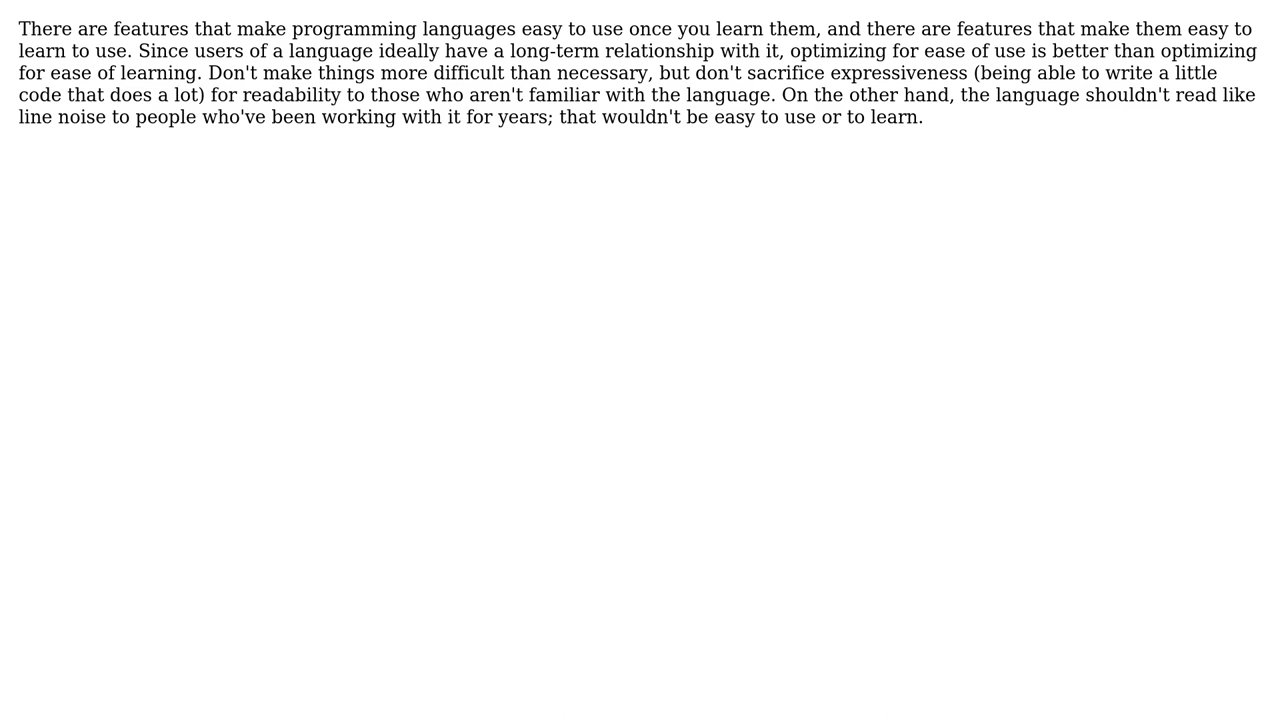 There are features that make programming languages easy to use once you learn them, and there are features that make them easy to
learn to use. Since users of a language ideally have a long-term relationship with it, optimizing for ease of use is better than optimizing
for ease of learning. Don't make things more difficult than necessary, but don't sacrifice expressiveness (being able to write a little
code that does a lot) for readability to those who aren't familiar with the language. On the other hand, the language shouldn't read like
line noise to people who've been working with it for years; that wouldn't be easy to use or to learn.